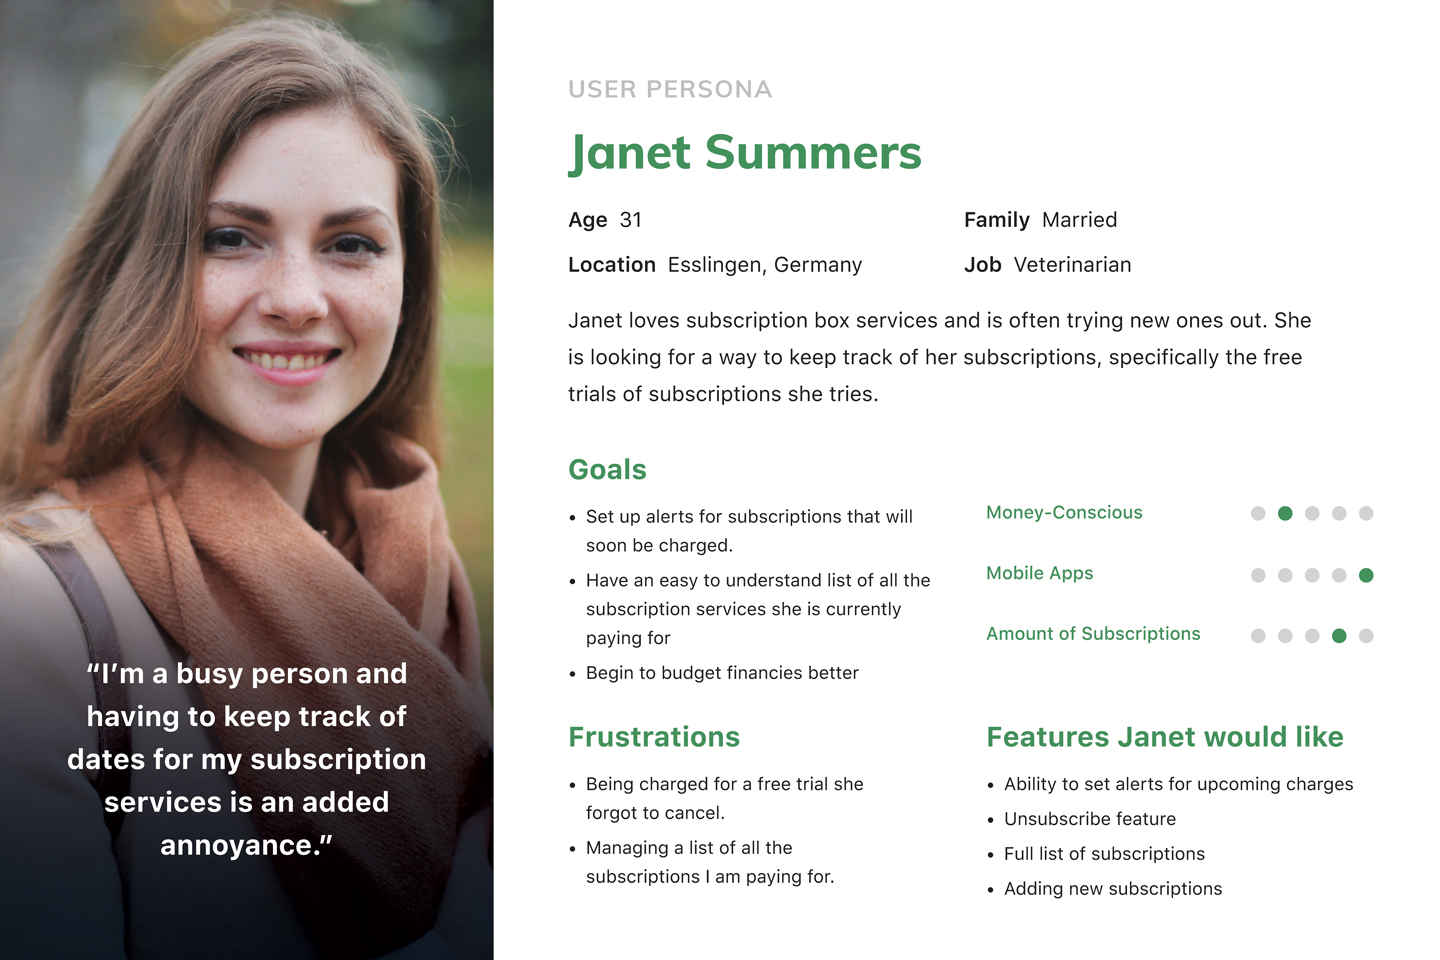 USER PERSONA
Janet Summers
Age 31
Family Married
Location Esslingen, Germany
Job Veterinarian
Janet loves subscription box services and is often trying new ones out. She
is looking for a way to keep track of her subscriptions, specifically the free
trials of subscriptions she tries.
Goals
• Set up alerts for subscriptions that will
soon be charged.
• Have an easy to understand list of all the
subscription services she is currently
paying for
• Begin to budget financies better
Money-Conscious
Mobile Apps
Amount of Subscriptions
Frustrations
• Being charged for a free trial she
forgot to cancel.
• Managing a list of all the
subscriptions I am paying for.
Features Janet would like
• Ability to set alerts for upcoming charges
• Unsubscribe feature
• Full list of subscriptions
• Adding new subscriptions
“I’m a busy person and
having to keep track of
dates for my subscription
services is an added
annoyance.”